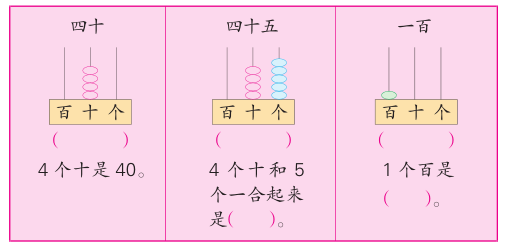 四十
百 十 个
(　　　)
4 个十是 40。
四十五
百 十 个
(　　　)
4 个十和 5
个一合起来
是(　　)。
一百
百 十 个
(　　　)
1 个百是
(　　)。